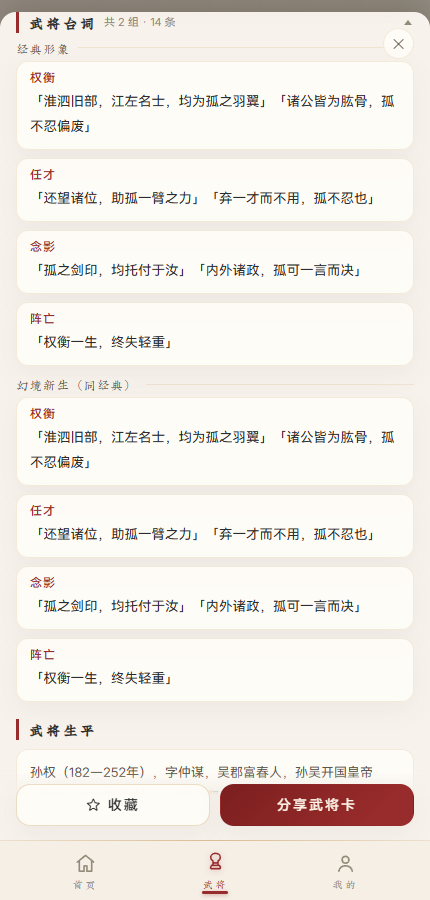 武将台词 共 2 组 · 14 条
经典形象
权衡
「淮泗旧部，江左名士，均为孤之羽翼」「诸公皆为肱骨，孤
不忍偏废」
任才
「还望诸位，助孤一臂之力」「弃一才而不用，孤不忍也」
念影
「孤之剑印，均托付于汝」「内外诸政，孤可一言而决」
阵亡
「权衡一生，终失轻重」
幻境新生（同经典）
权衡
「淮泗旧部，江左名士，均为孤之羽翼」「诸公皆为肱骨，孤
不忍偏废」
任才
「还望诸位，助孤一臂之力」「弃一才而不用，孤不忍也」
念影
「孤之剑印，均托付于汝」「内外诸政，孤可一言而决」
阵亡
「权衡一生，终失轻重」
武将生平
孙权（182—252年），字仲谋，吴郡富春人，孙吴开国皇帝
收藏
分享武将卡
首页
武将
我的